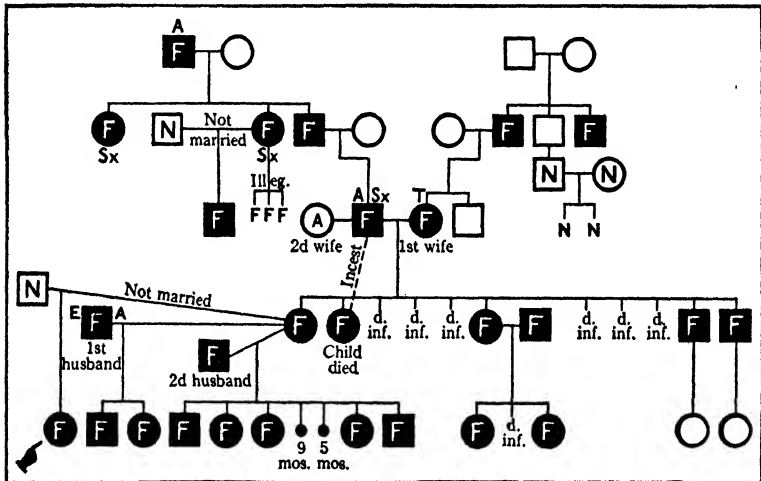 A
F
F N Not married F F F F
Sx Sx
Illeg. N N
F F F F N N
A Sx T
A F F
2d wife 1st wife
Incest
N Not married
E F A F F d. inf. d. inf. d. inf. F F d. inf. d. inf. d. inf. F F
1st husband Child died
F
2d husband
F F F F F F F F F d. inf. F
9 mos. 5 mos.